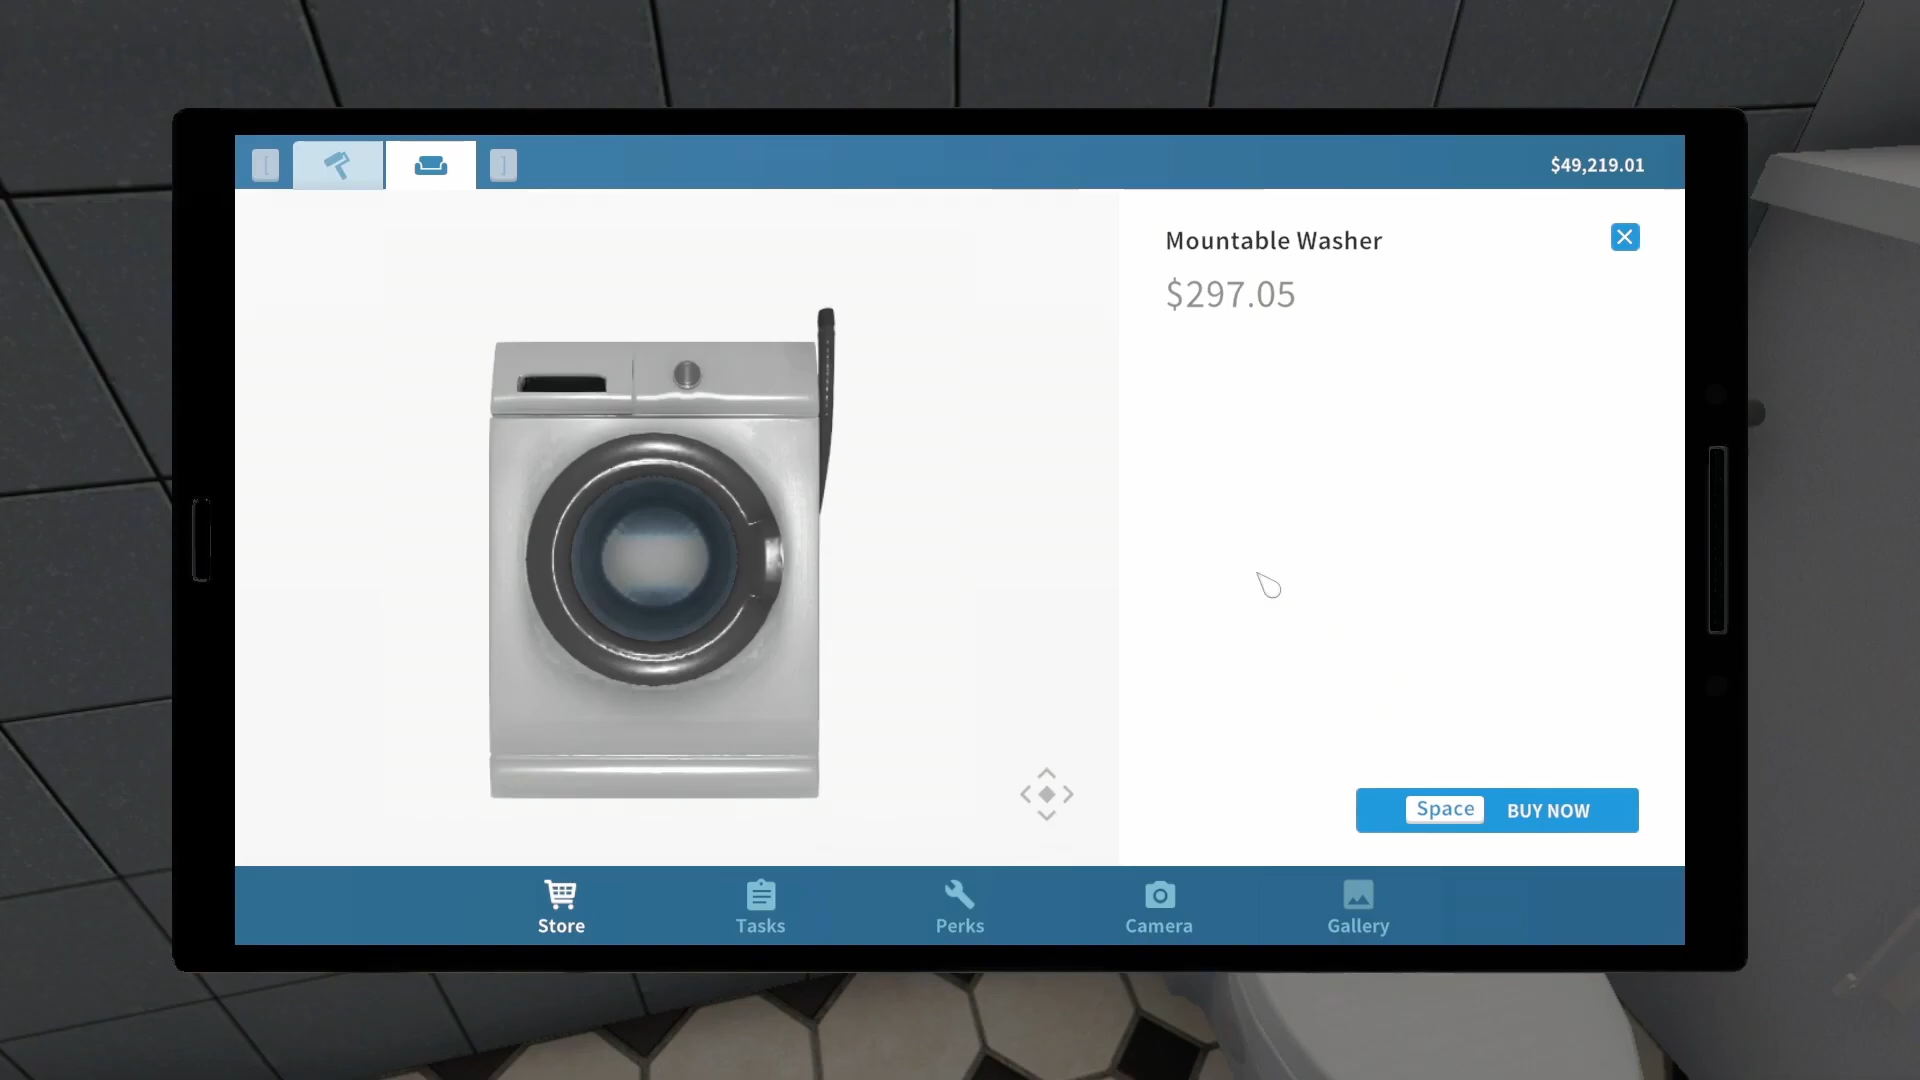 [
]
$49,219.01
Mountable Washer
$297.05
Space BUY NOW
Store
Tasks
Perks
Camera
Gallery